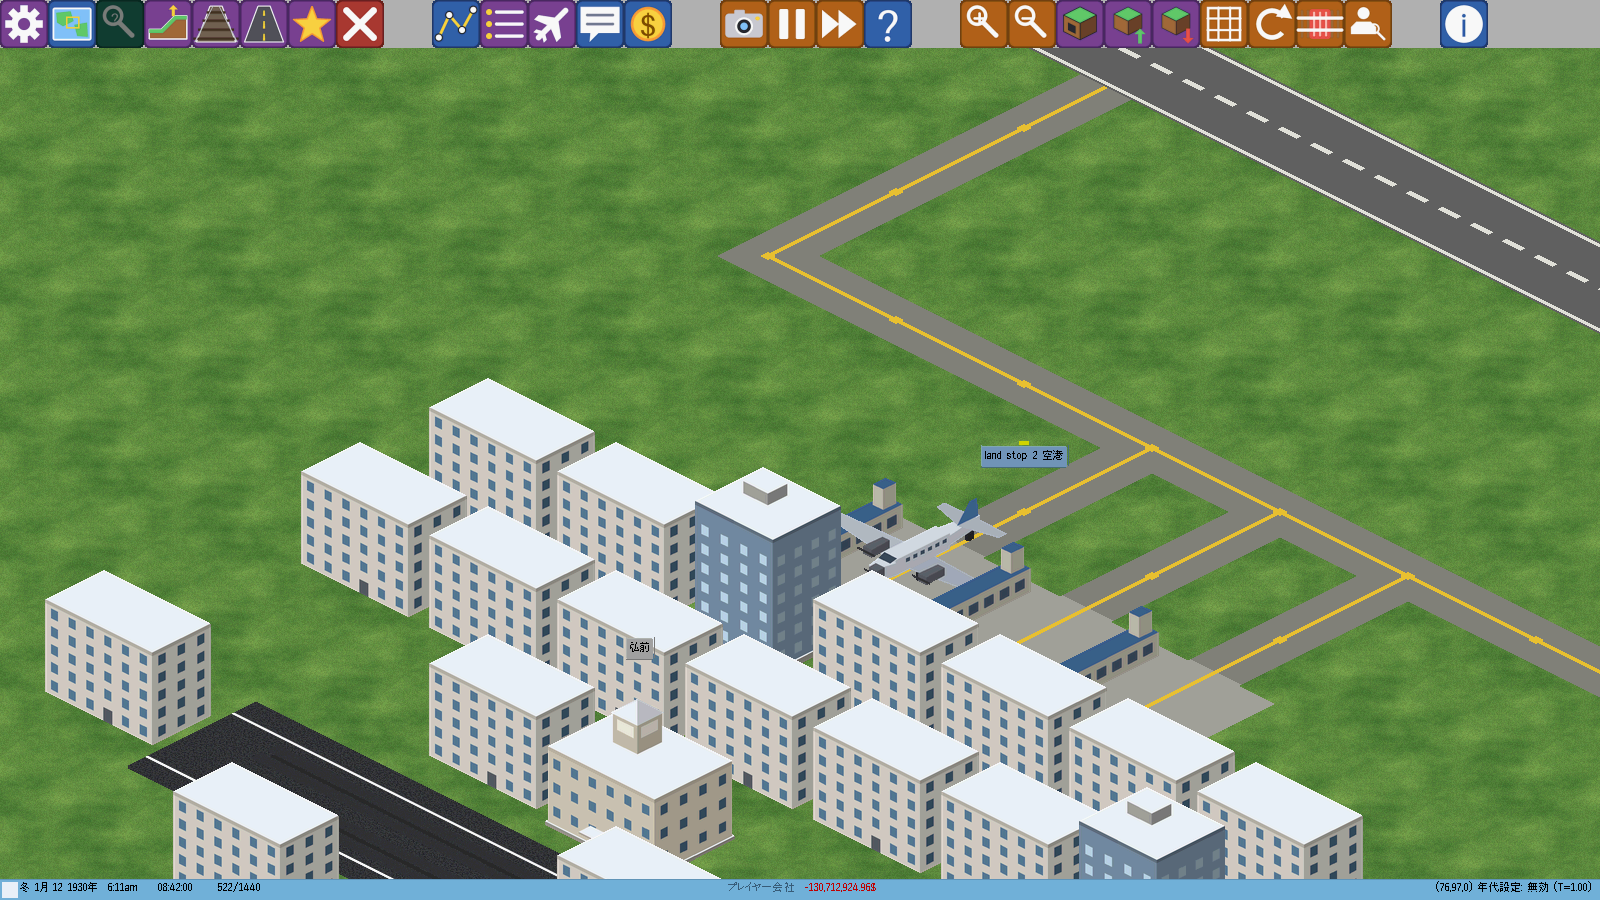 land stop 2 空港
弘前
冬 1月 12 1930年 6:11am 08:42:00 522/1440 プレイヤー会社 -130,712,924.96$ (76,97,0) 年代設定: 無効 (T=1.00)